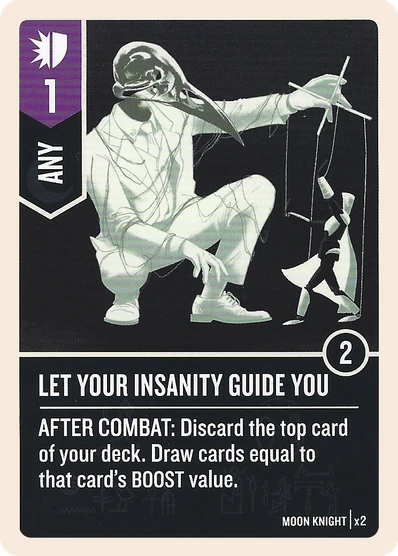 1
ANY
2
LET YOUR INSANITY GUIDE YOU
AFTER COMBAT: Discard the top card
of your deck. Draw cards equal to
that card's BOOST value.
MOON KNIGHT | x2